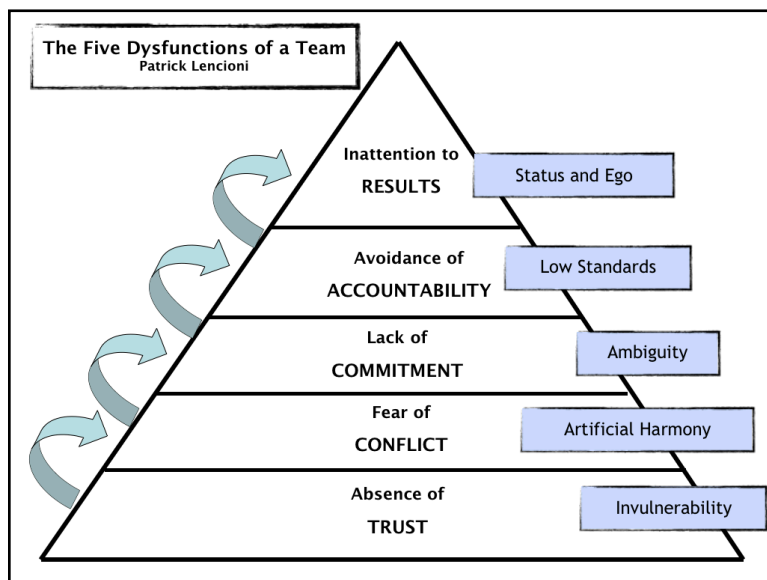 The Five Dysfunctions of a Team
Patrick Lencioni
Inattention to
RESULTS
Status and Ego
Avoidance of
ACCOUNTABILITY
Low Standards
Lack of
COMMITMENT
Ambiguity
Fear of
CONFLICT
Artificial Harmony
Absence of
TRUST
Invulnerability